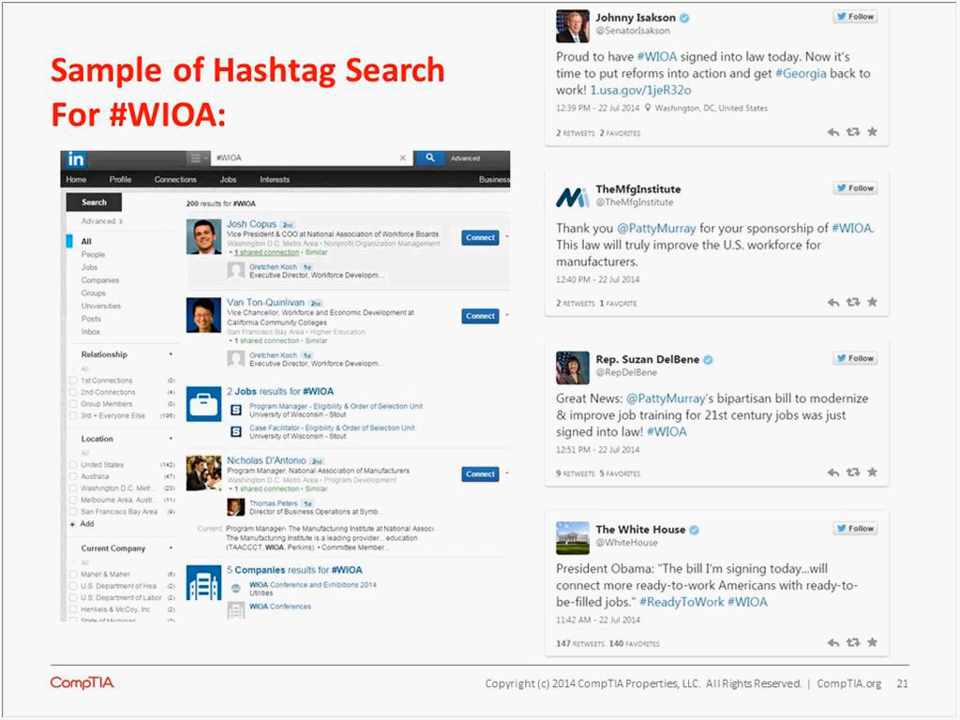 Sample of Hashtag Search
For #WIOA:
in
#WIOA
Advanced
Home Profile Connections Jobs Interests Business
Search
Advanced >
All
People
Jobs
Companies
Groups
Universities
Posts
Inbox
Relationship
All
1st Connections (0)
2nd Connections (4)
Group Members (0)
3rd + Everyone Else (196)
Location
All
United States (142)
Australia (47)
Washington D.C. Metr... (20)
Melbourne Area, Austr... (11)
San Francisco Bay Area (9)
+ Add
Current Company
All
Maher & Maher (6)
U.S. Department of Hea... (2)
U.S. Department of Labor (2)
Henkels & McCoy, Inc. (2)
State of Michigan
200 results for #WIOA
Josh Copus 2nd
Vice President & COO at National Association of Workforce Boards
Washington D.C. Metro Area • Nonprofit Organization Management
• 1 shared connection • Similar
Gretchen Koch 1st
Executive Director, Workforce Developm...
Connect
Van Ton-Quinlivan 2nd
Vice Chancellor, Workforce and Economic Development at
California Community Colleges
San Francisco Bay Area • Higher Education
• 1 shared connection • Similar
Gretchen Koch 1st
Executive Director, Workforce Developm...
Connect
2 Jobs results for #WIOA
Program Manager - Eligibility & Order of Selection Unit
University of Wisconsin - Stout
Case Facilitator - Eligibility & Order of Selection Unit
University of Wisconsin - Stout
Nicholas D'Antonio 2nd
Program Manager, National Association of Manufacturers
Washington D.C. Metro Area • Program Development
• 1 shared connection • Similar
Thomas Peters 1st
Director of Business Operations at Symb...
Connect
Current Program Manager- The Manufacturing Institute at National Assoc
The Manufacturing Institute is a leading provider... education
(TAACCCT, WIOA, Perkins) • Committee Member...
5 Companies results for #WIOA
WIOA Conference and Exhibitions 2014
Utilities
WIOA Conferences
Johnny Isakson
@SenatorIsakson
Follow
Proud to have #WIOA signed into law today. Now it's
time to put reforms into action and get #Georgia back to
work! 1.usa.gov/1jeR32o
12:39 PM - 22 Jul 2014 Washington, DC, United States
2 RETWEETS 2 FAVORITES
TheMfgInstitute
@TheMfgInstitute
Follow
Thank you @PattyMurray for your sponsorship of #WIOA.
This law will truly improve the U.S. workforce for
manufacturers.
12:40 PM - 22 Jul 2014
2 RETWEETS 1 FAVORITE
Rep. Suzan DelBene
@RepDelBene
Follow
Great News: @PattyMurray's bipartisan bill to modernize
& improve job training for 21st century jobs was just
signed into law! #WIOA
12:51 PM - 22 Jul 2014
9 RETWEETS 5 FAVORITES
The White House
@WhiteHouse
Follow
President Obama: "The bill I'm signing today...will
connect more ready-to-work Americans with ready-to-
be-filled jobs." #ReadyToWork #WIOA
11:42 AM - 22 Jul 2014
147 RETWEETS 140 FAVORITES
CompTIA
Copyright (c) 2014 CompTIA Properties, LLC. All Rights Reserved. | CompTIA.org 21